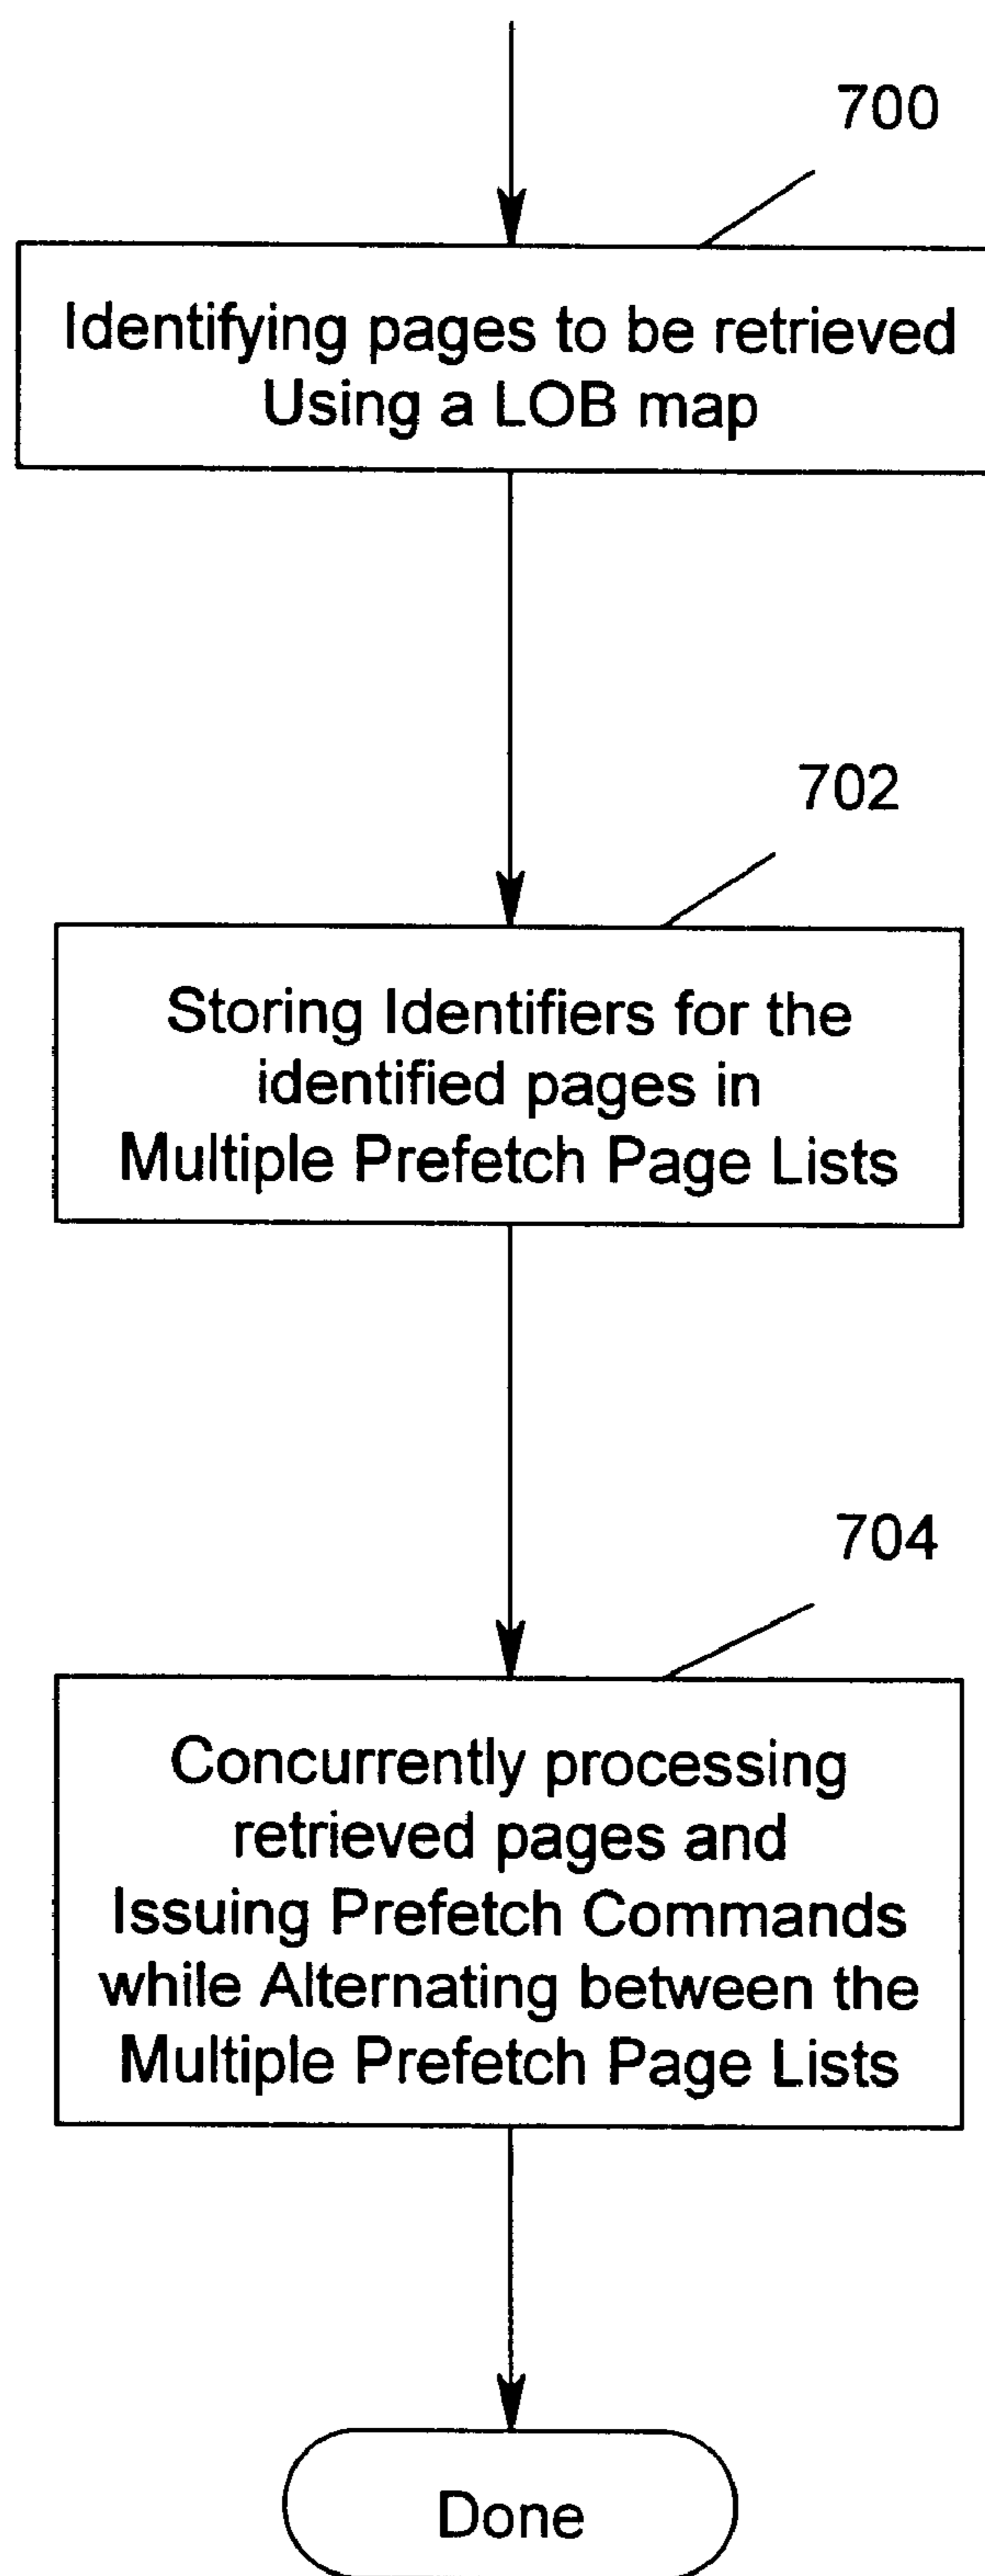 700
Identifying pages to be retrieved
Using a LOB map
702
Storing Identifiers for the
identified pages in
Multiple Prefetch Page Lists
704
Concurrently processing
retrieved pages and
Issuing Prefetch Commands
while Alternating between the
Multiple Prefetch Page Lists
Done